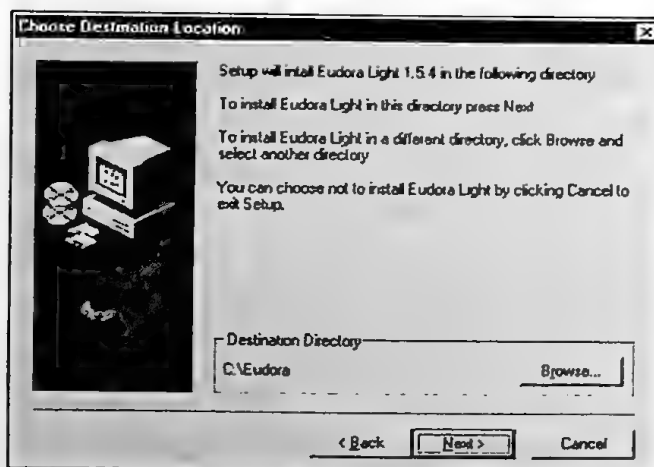 Choose Destination Location
Setup will intall Eudora Light 1.5.4 in the following directory
To install Eudora Light in this directory press Next
To install Eudora Light in a different directory, click Browse and
select another directory
You can choose not to install Eudora Light by clicking Cancel to
exit Setup.
Destination Directory
C:\Eudora
Browse...
< Back
Next >
Cancel